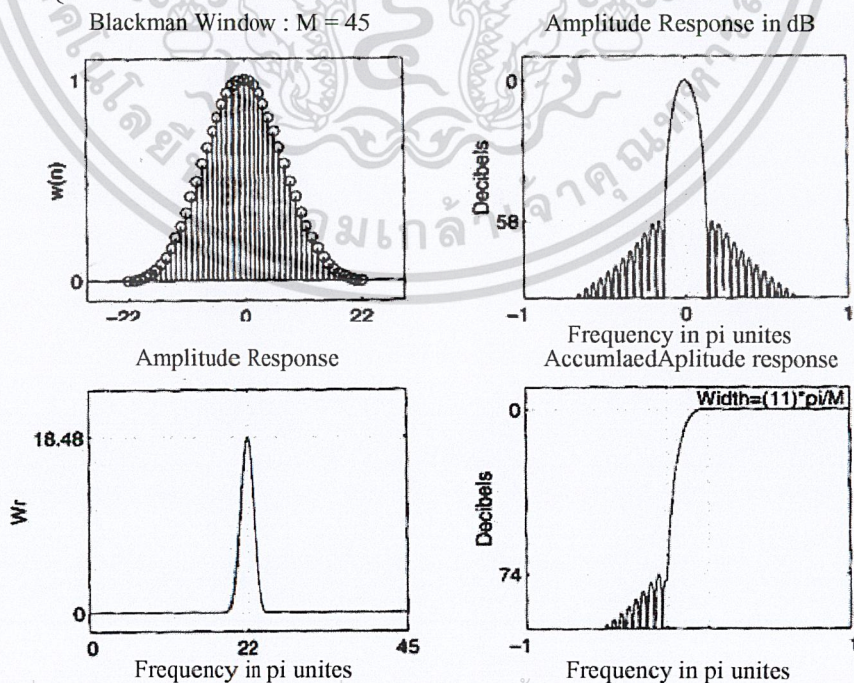 Blackman Window : M = 45
Amplitude Response in dB
1
w(n)
0
-22
0
22
0
Decibels
58
-1
0
1
Frequency in pi unites
Amplitude Response
AccumlaedAplitude response
18.48
Wr
0
0
22
45
Frequency in pi unites
Width=(11)*pi/M
0
Decibels
74
-1
1
Frequency in pi unites